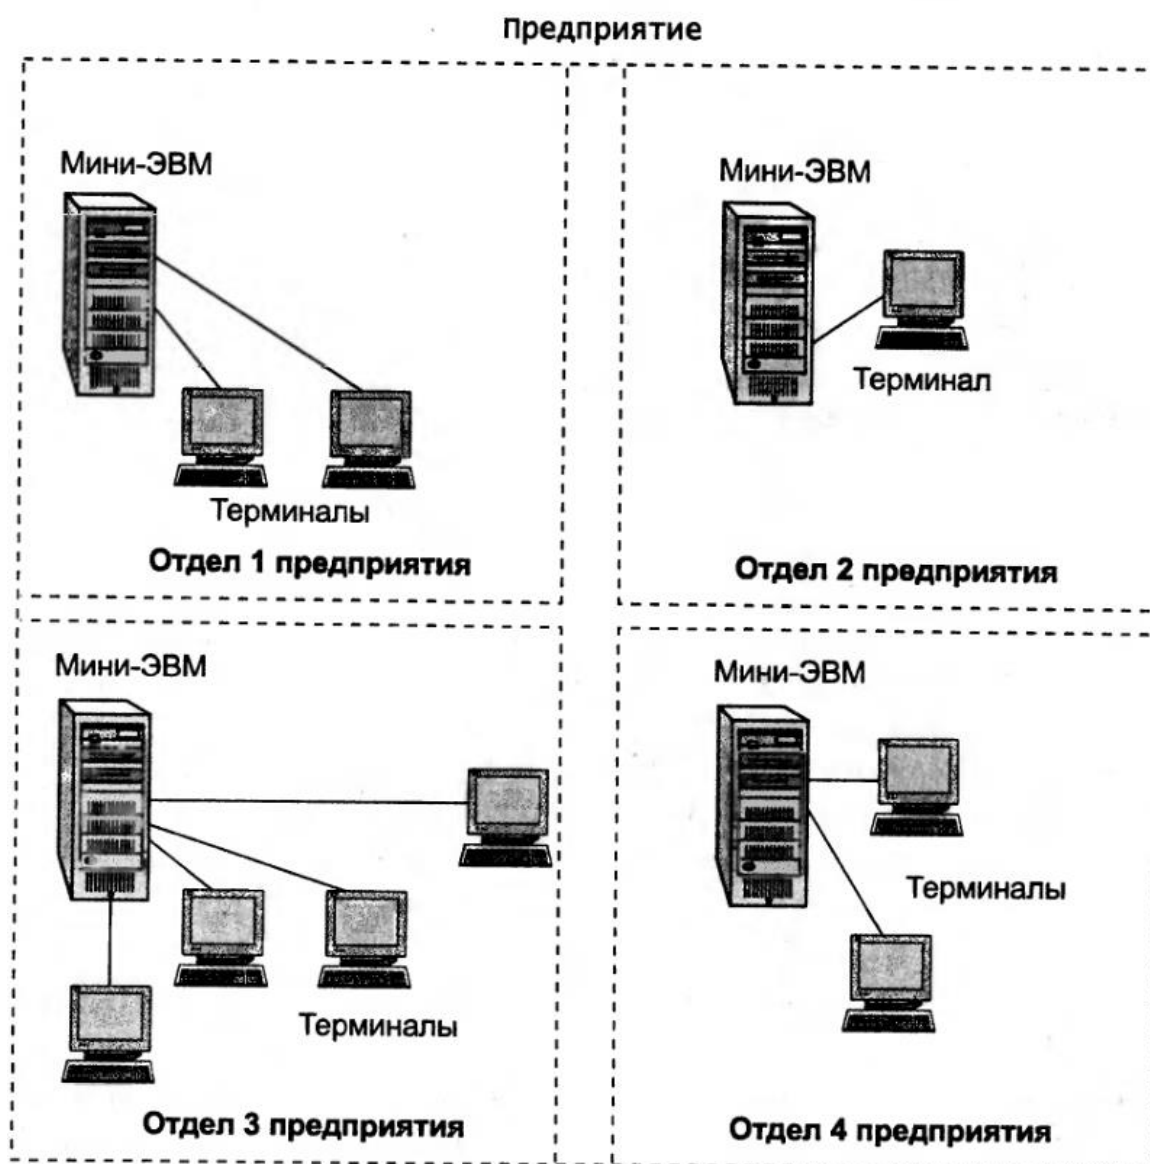 Предприятие
Мини-ЭВМ
Терминалы
Отдел 1 предприятия
Мини-ЭВМ
Терминал
Отдел 2 предприятия
Мини-ЭВМ
Терминалы
Отдел 3 предприятия
Мини-ЭВМ
Терминалы
Отдел 4 предприятия